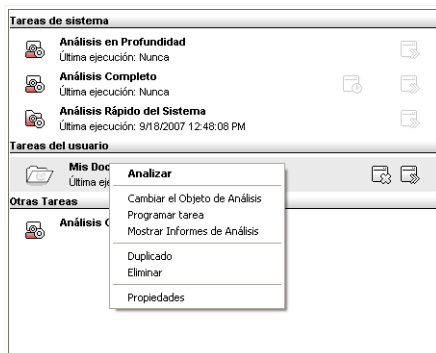 Tareas de sistema
Análisis en Profundidad
Última ejecución: Nunca
Análisis Completo
Última ejecución: Nunca
Análisis Rápido del Sistema
Última ejecución: 9/18/2007 12:48:08 PM
Tareas del usuario
Mis Doc
Última eje
Analizar
Cambiar el Objeto de Análisis
Programar tarea
Mostrar Informes de Análisis
Duplicado
Eliminar
Propiedades
Otras Tareas
Análisis